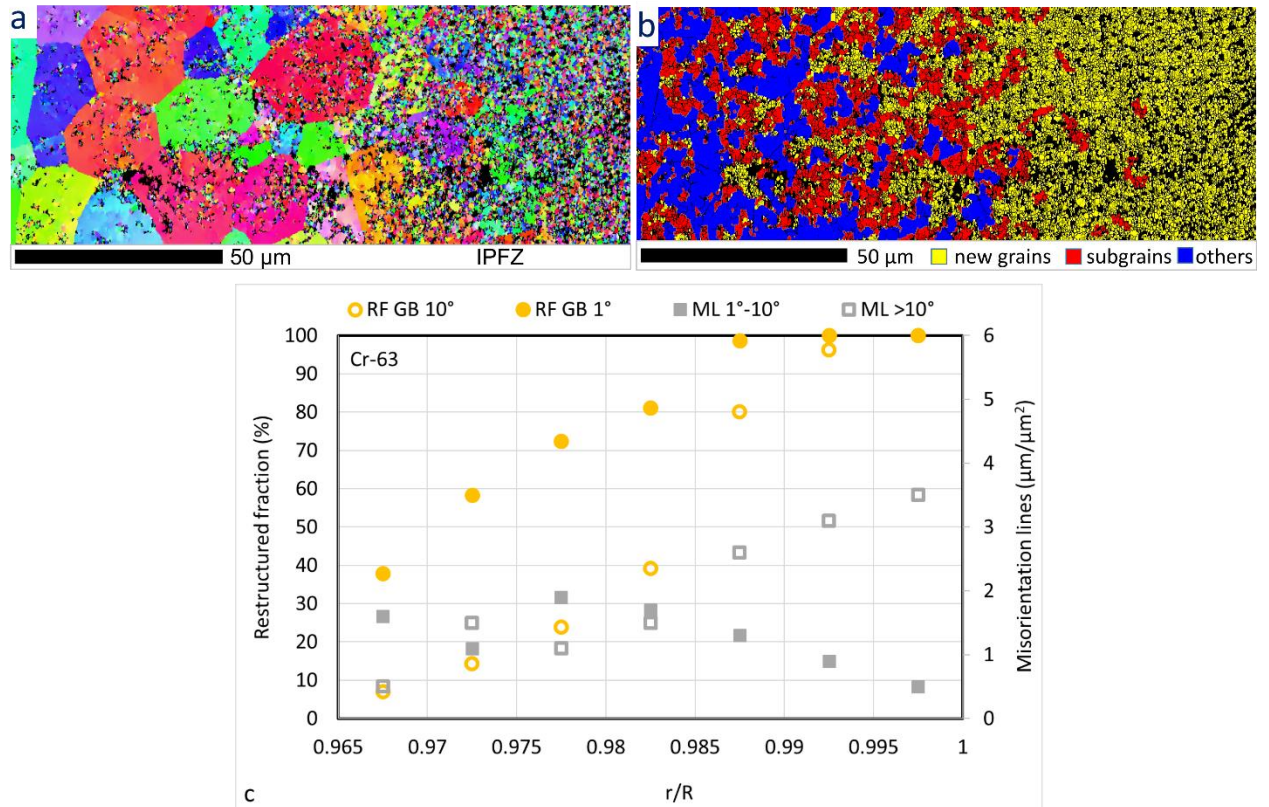 a
50 µm
IPFZ
b
50 µm
new grains
subgrains
others
RF GB 10°
RF GB 1°
ML 1°-10°
ML >10°
Cr-63
Restructured fraction (%)
100
90
80
70
60
50
40
30
20
10
0
6
5
4
3
2
1
0
Misorientation lines (µm/µm²)
0.965
0.97
0.975
0.98
0.985
0.99
0.995
1
r/R
c